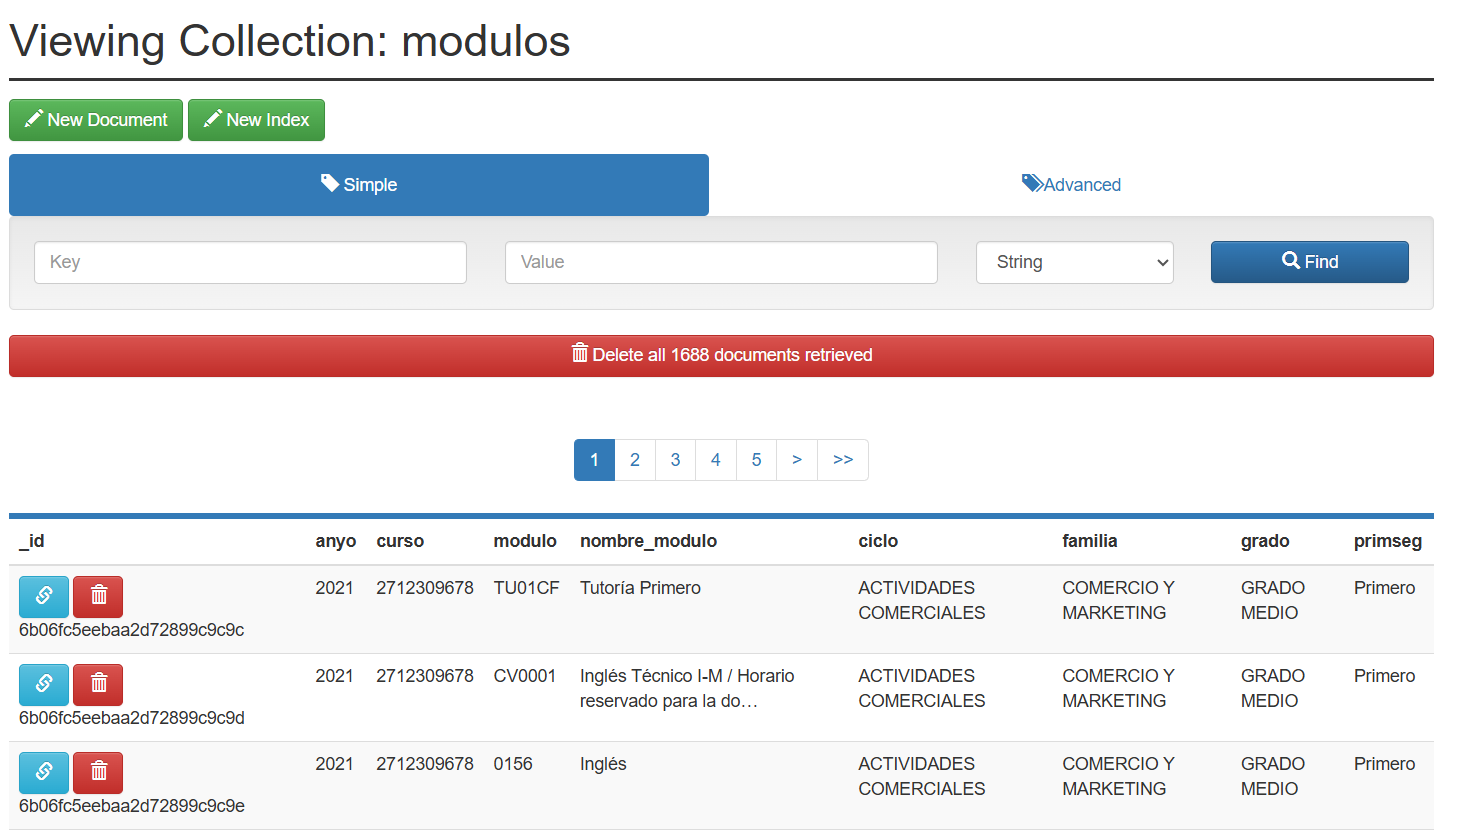 Viewing Collection: modulos
New Document New Index
Simple Advanced
Key Value String Find
Delete all 1688 documents retrieved
1 2 3 4 5 > >>
_id anyo curso modulo nombre_modulo ciclo familia grado primseg
2021 2712309678 TU01CF Tutoría Primero ACTIVIDADES COMERCIO Y GRADO Primero
COMERCIALES MARKETING MEDIO
6b06fc5eebaa2d72899c9c9c
2021 2712309678 CV0001 Inglés Técnico I-M / Horario ACTIVIDADES COMERCIO Y GRADO Primero
reservado para la do… COMERCIALES MARKETING MEDIO
6b06fc5eebaa2d72899c9c9d
2021 2712309678 0156 Inglés ACTIVIDADES COMERCIO Y GRADO Primero
COMERCIALES MARKETING MEDIO
6b06fc5eebaa2d72899c9c9e